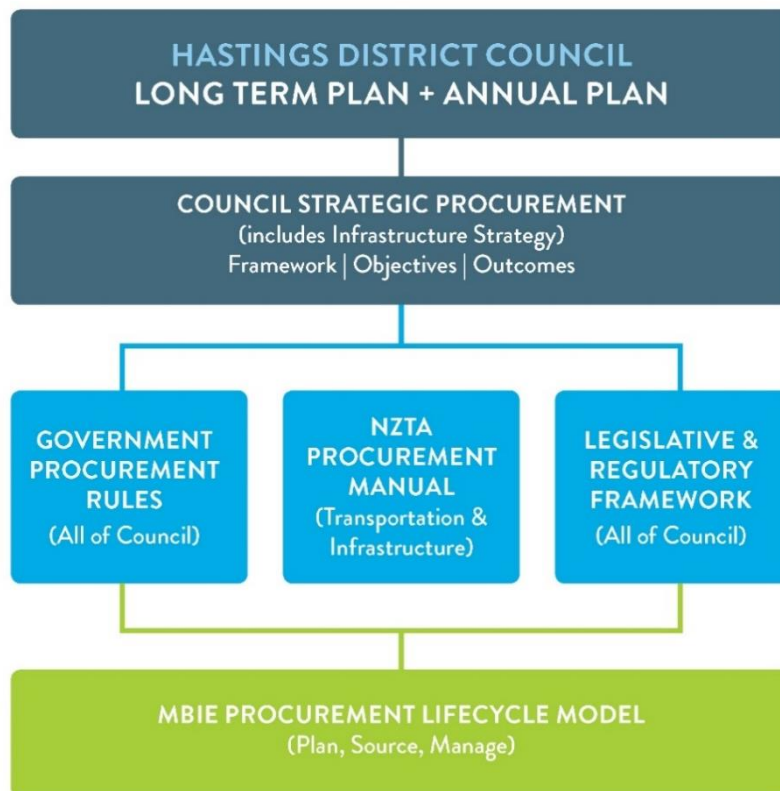 HASTINGS DISTRICT COUNCIL
LONG TERM PLAN + ANNUAL PLAN
COUNCIL STRATEGIC PROCUREMENT
(includes Infrastructure Strategy)
Framework | Objectives | Outcomes
GOVERNMENT
PROCUREMENT
RULES
(All of Council)
NZTA
PROCUREMENT
MANUAL
(Transportation &
Infrastructure)
LEGISLATIVE &
REGULATORY
FRAMEWORK
(All of Council)
MBIE PROCUREMENT LIFECYCLE MODEL
(Plan, Source, Manage)